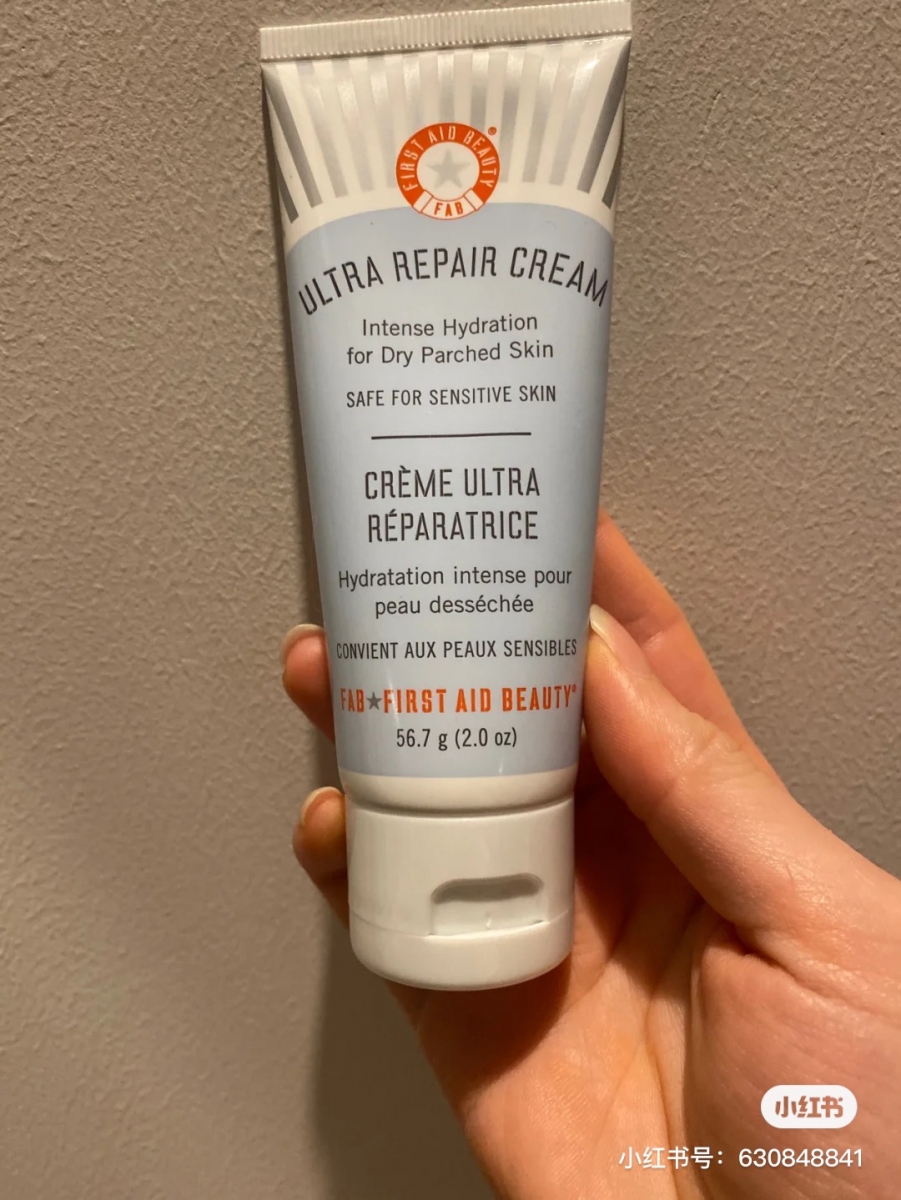 FIRST AID BEAUTY®
FAB
ULTRA REPAIR CREAM
Intense Hydration
for Dry Parched Skin
SAFE FOR SENSITIVE SKIN
CRÈME ULTRA
RÉPARATRICE
Hydratation intense pour
peau desséchée
CONVIENT AUX PEAUX SENSIBLES
FAB★FIRST AID BEAUTY®
56.7 g (2.0 oz)
小红书
小红书号：630848841